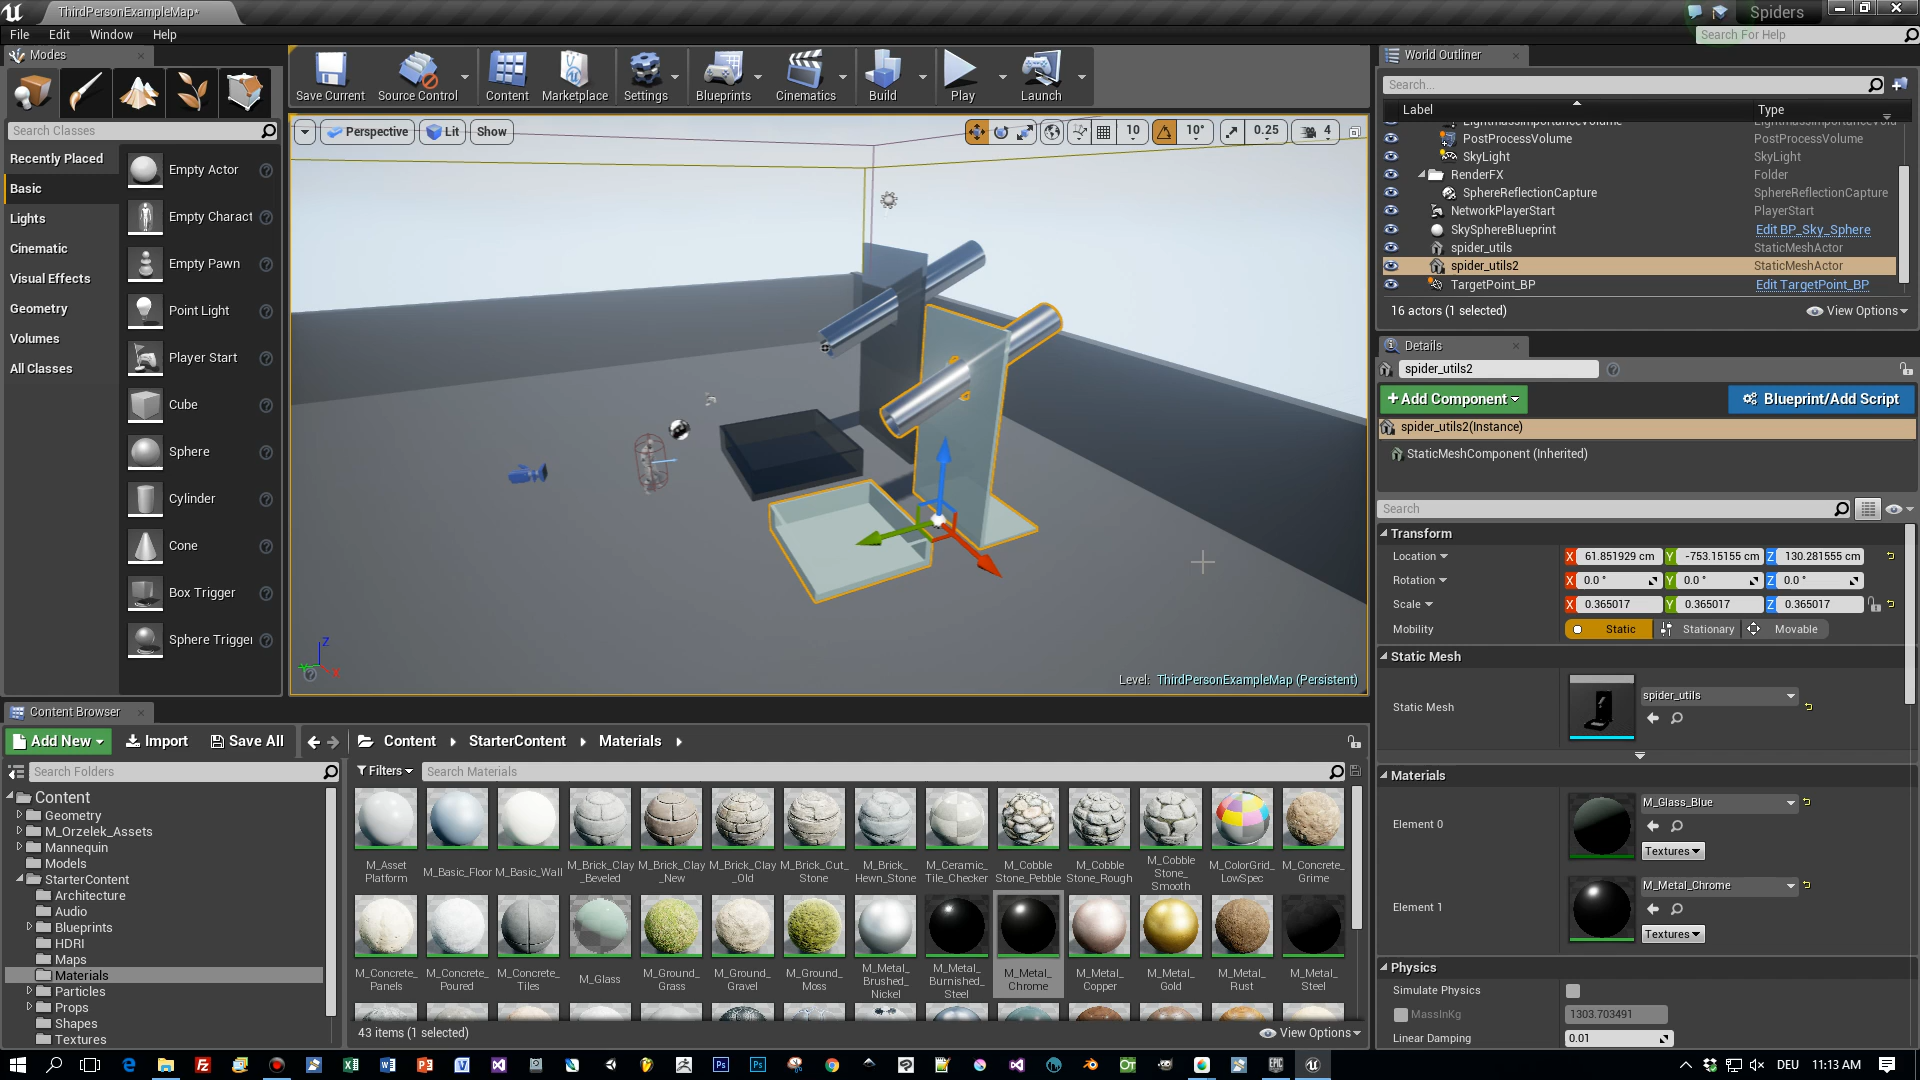 ThirdPersonExampleMap*
Spiders
File Edit Window Help
Search For Help
Modes
Search Classes
Recently Placed
Basic
Lights
Cinematic
Visual Effects
Geometry
Volumes
All Classes
Empty Actor
Empty Charact
Empty Pawn
Point Light
Player Start
Cube
Sphere
Cylinder
Cone
Box Trigger
Sphere Trigger
Save Current
Source Control
Content
Marketplace
Settings
Blueprints
Cinematics
Build
Play
Launch
Perspective
Lit
Show
10
10°
0.25
4
Z
Level: ThirdPersonExampleMap (Persistent)
World Outliner
Search...
Label Type
LightmassImportanceVolume
PostProcessVolume PostProcessVolume
SkyLight SkyLight
RenderFX Folder
SphereReflectionCapture SphereReflectionCapture
NetworkPlayerStart PlayerStart
SkySphereBlueprint Edit BP_Sky_Sphere
spider_utils StaticMeshActor
spider_utils2 StaticMeshActor
TargetPoint_BP Edit TargetPoint_BP
16 actors (1 selected)
View Options
Details
spider_utils2
+Add Component
Blueprint/Add Script
spider_utils2(Instance)
StaticMeshComponent (Inherited)
Search
Transform
Location X 61.851929 cm Y -753.15155 cm Z 130.281555 cm
Rotation X 0.0 ° Y 0.0 ° Z 0.0 °
Scale X 0.365017 Y 0.365017 Z 0.365017
Mobility Static Stationary Movable
Static Mesh
Static Mesh spider_utils
Materials
Element 0 M_Glass_Blue
Textures
Element 1 M_Metal_Chrome
Textures
Physics
Simulate Physics
MassInKg 1303.703491
Linear Damping 0.01
Content Browser
Add New Import Save All
Content StarterContent Materials
Search Folders
Filters
Search Materials
Content
Geometry
M_Orzelek_Assets
Mannequin
Models
StarterContent
Architecture
Audio
Blueprints
HDRI
Maps
Materials
Particles
Props
Shapes
Textures
M_Asset Platform
M_Basic_Floor
M_Basic_Wall
M_Brick_Clay_Beveled
M_Brick_Clay_New
M_Brick_Clay_Old
M_Brick_Cut_Stone
M_Brick_Hewn_Stone
M_Ceramic_Tile_Checker
M_Cobble Stone_Pebble
M_Cobble Stone_Rough
M_Cobble Stone_Smooth
M_ColorGrid_LowSpec
M_Concrete_Grime
M_Concrete_Panels
M_Concrete_Poured
M_Concrete_Tiles
M_Glass
M_Ground_Grass
M_Ground_Gravel
M_Ground_Moss
M_Metal_Brushed_Nickel
M_Metal_Burnished_Steel
M_Metal_Chrome
M_Metal_Copper
M_Metal_Gold
M_Metal_Rust
M_Metal_Steel
43 items (1 selected)
View Options
DEU 11:13 AM